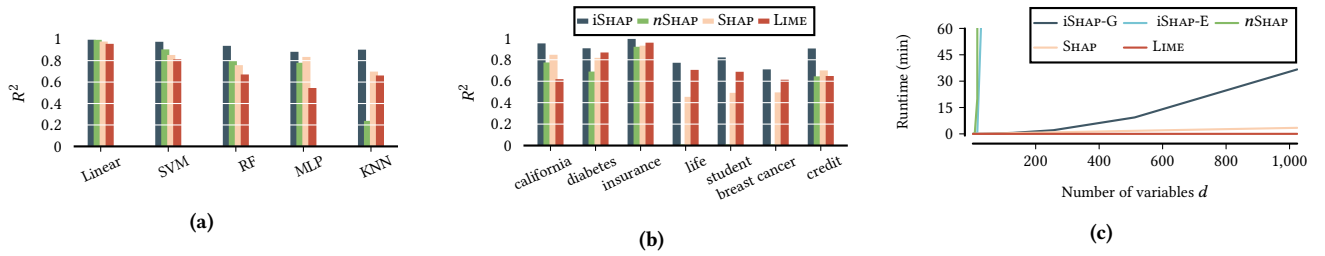 1
0.8
0.6
0.4
0.2
0
R²
Linear
SVM
RF
MLP
KNN
(a)
iSHAP nSHAP SHAP LIME
1
0.8
0.6
0.4
0.2
0
R²
california
diabetes
insurance
life
student
breast cancer
credit
(b)
iSHAP-G iSHAP-E nSHAP
SHAP LIME
60
45
30
15
0
Runtime (min)
200 400 600 800 1,000
Number of variables d
(c)